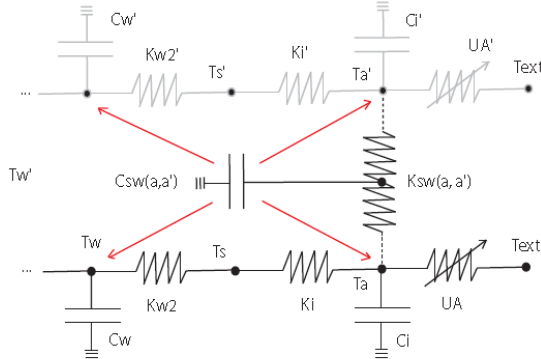 Cw'
Ci'
Kw2'
Ts'
Ki'
Ta'
UA'
Text
...
Tw'
Csw(a,a')
Ksw(a,a')
Tw
Ts
Text
...
Kw2
Ki
Ta
UA
Cw
Ci